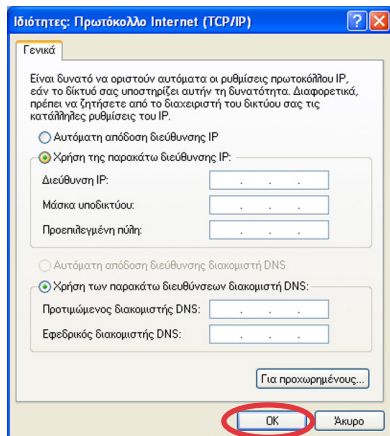 Ιδιότητες: Πρωτόκολλο Internet (TCP/IP)
Γενικά
Είναι δυνατό να οριστούν αυτόματα οι ρυθμίσεις πρωτοκόλλου IP,
εάν το δίκτυό σας υποστηρίζει αυτήν τη δυνατότητα. Διαφορετικά,
πρέπει να ζητήσετε από το διαχειριστή του δικτύου σας τις
κατάλληλες ρυθμίσεις του IP.
Αυτόματη απόδοση διεύθυνσης IP
Χρήση της παρακάτω διεύθυνσης IP:
Διεύθυνση IP:
Μάσκα υποδικτύου:
Προεπιλεγμένη πύλη:
Αυτόματη απόδοση διεύθυνσης διακομιστή DNS
Χρήση των παρακάτω διευθύνσεων διακομιστή DNS:
Προτιμώμενος διακομιστής DNS:
Εφεδρικός διακομιστής DNS:
Για προχωρημένους...
OK Άκυρο